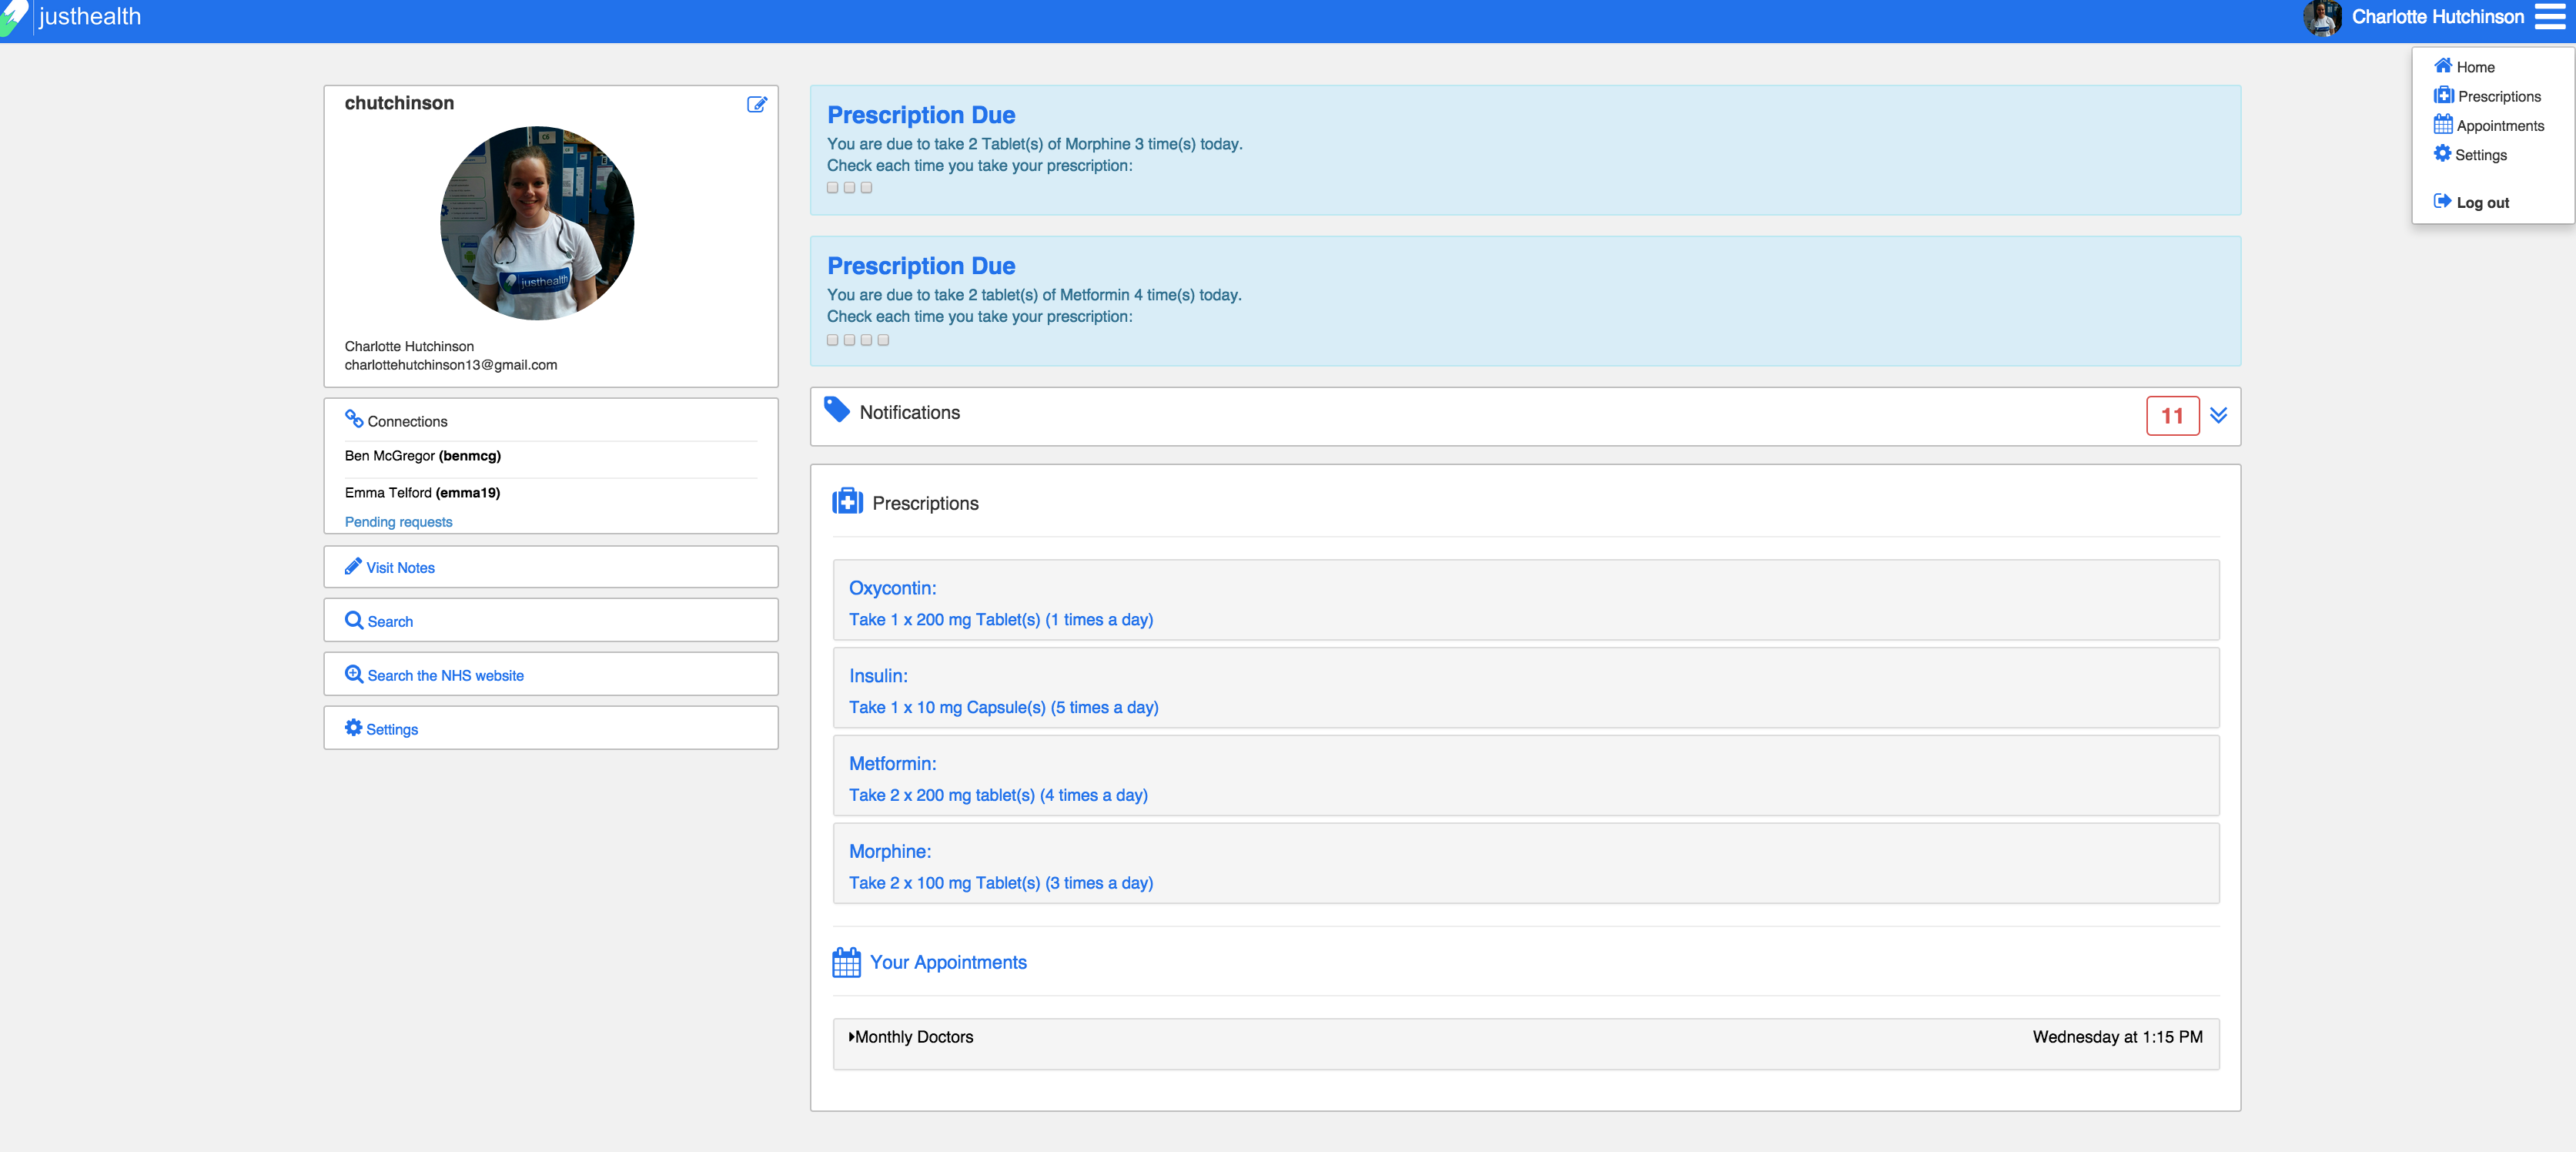 justhealth
Charlotte Hutchinson
Home
Prescriptions
Appointments
Settings
Log out
chutchinson
C6
justhealth
Charlotte Hutchinson
charlottehutchinson13@gmail.com
Connections
Ben McGregor (benmcg)
Emma Telford (emma19)
Pending requests
Visit Notes
Search
Search the NHS website
Settings
Prescription Due
You are due to take 2 Tablet(s) of Morphine 3 time(s) today.
Check each time you take your prescription:
Prescription Due
You are due to take 2 tablet(s) of Metformin 4 time(s) today.
Check each time you take your prescription:
Notifications
11
Prescriptions
Oxycontin:
Take 1 x 200 mg Tablet(s) (1 times a day)
Insulin:
Take 1 x 10 mg Capsule(s) (5 times a day)
Metformin:
Take 2 x 200 mg tablet(s) (4 times a day)
Morphine:
Take 2 x 100 mg Tablet(s) (3 times a day)
Your Appointments
Monthly Doctors
Wednesday at 1:15 PM